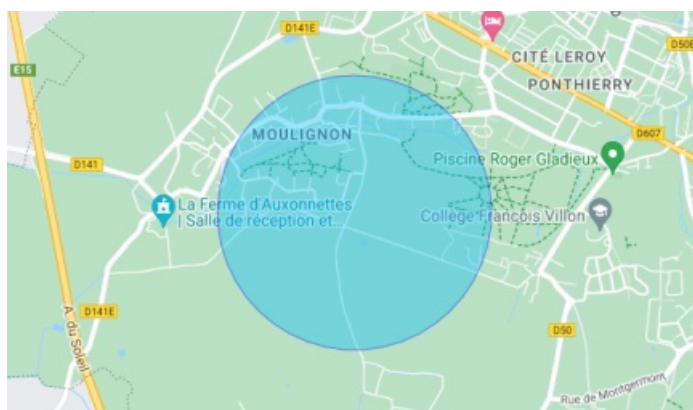 D141E
D50E
CITÉ LEROY
E15
PONTHIERRY
MOULIGNON
D607
Piscine Roger Gladieux
D141
La Ferme d'Auxonnettes
| Salle de réception et...
Collège François Villon
D141E
A. du Soleil
D50
Rue de Montgermont